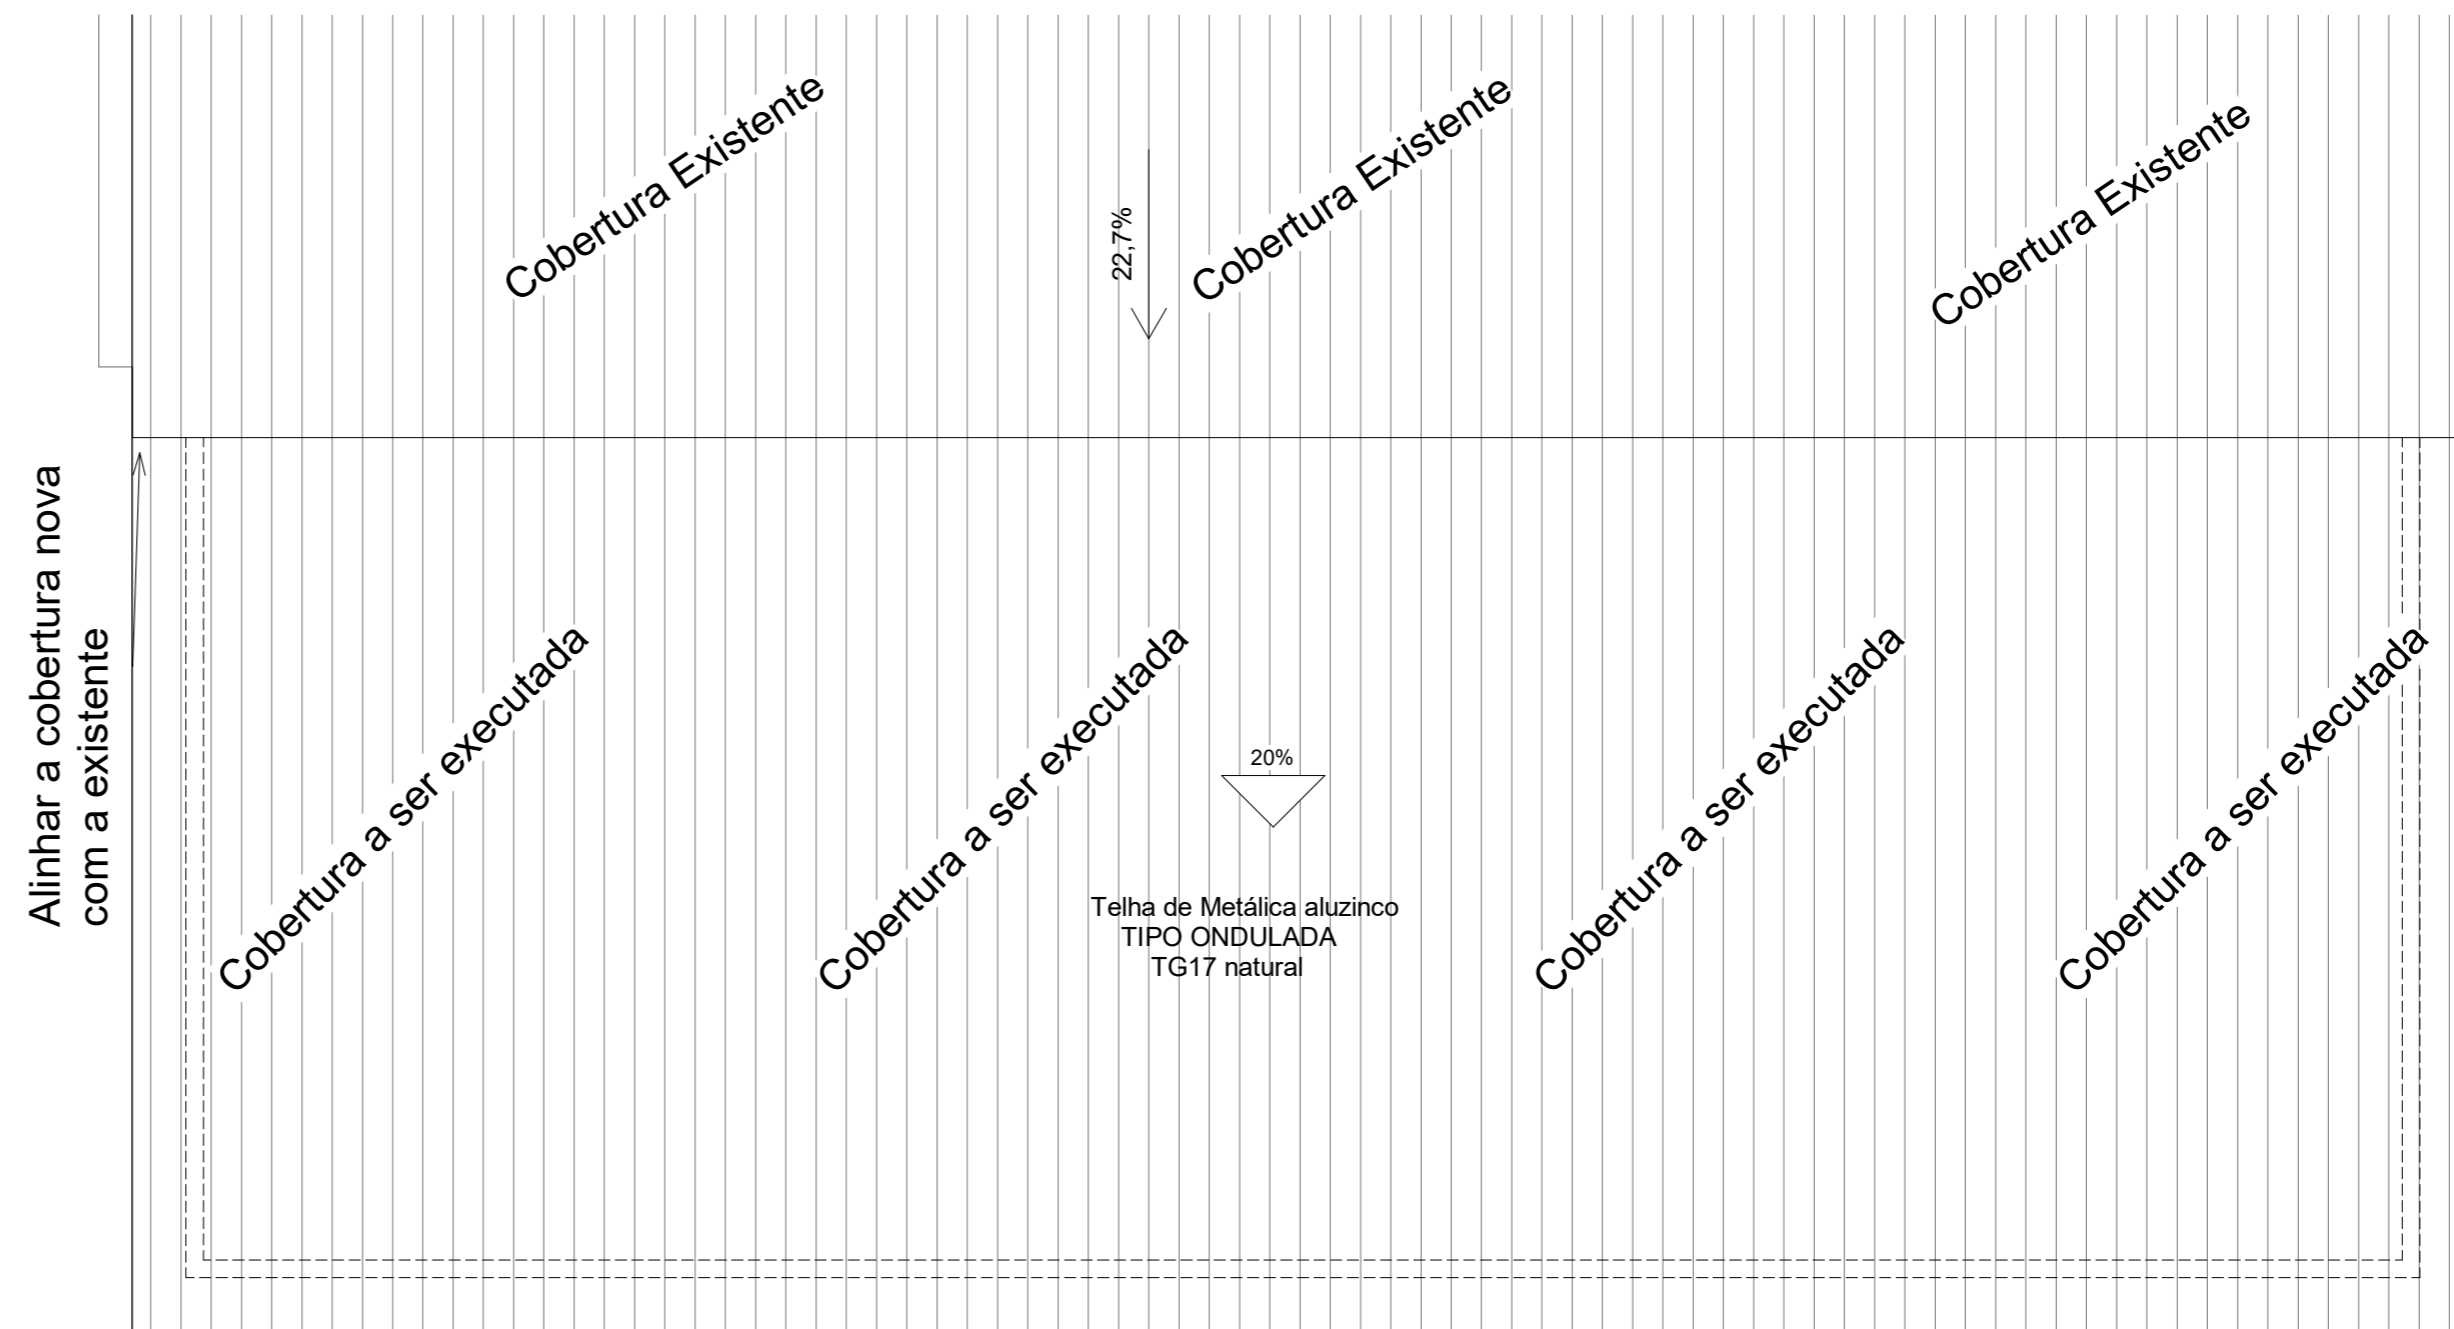 Cobertura Existente
Cobertura Existente
Cobertura Existente
22,7%
Alinhar a cobertura nova
com a existente
Cobertura a ser executada
Cobertura a ser executada
Cobertura a ser executada
Cobertura a ser executada
20%
Telha de Metálica aluzinco
TIPO ONDULADA
TG17 natural